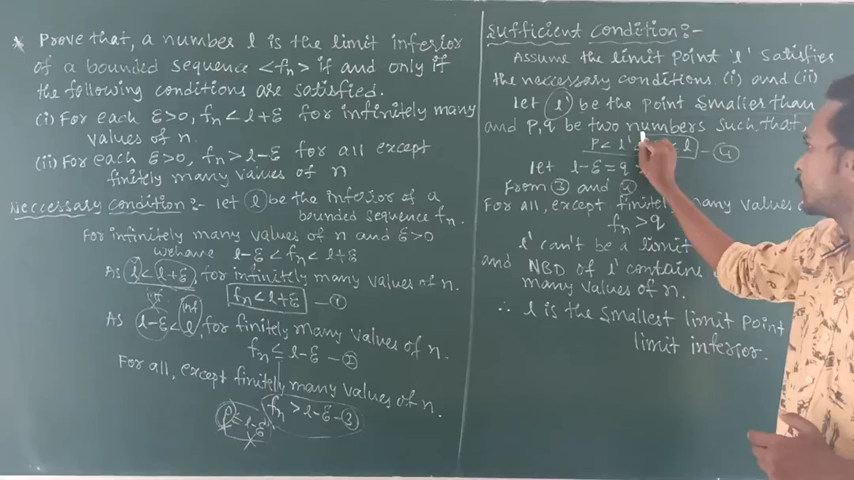 * Prove that, a number l is the limit inferior
of a bounded sequence <fn> if and only if
the following conditions are satisfied.
(i) For each ε>0, fn < l+ε for infinitely many
values of n.
(ii) For each ε>0, fn > l-ε for all except
finitely many values of n
Neccessary Condition :- let l be the inferior of a
bounded sequence fn.
For infinitely many values of n and ε>0
we have l-ε < fn < l+ε
As l < l+ε, for infinitely many values of n.
fn < l+ε —①
As l-ε < l, for finitely many values of n.
inf
fn ≤ l-ε —②
For all, except finitely many values of n.
fn > l-ε —③
Sufficient Condition :-
Assume the limit point 'l' satisfies
the neccessary conditions (i) and (ii)
let l' be the point smaller than
and P, q be two numbers such that,
P < l' < l —④
let l-ε = q
From ③ and ④
For all, except finitely many values
fn > q
l' can't be a limit
and NBD of l' contains
many values of n.
∴ l is the smallest limit point
limit inferior.